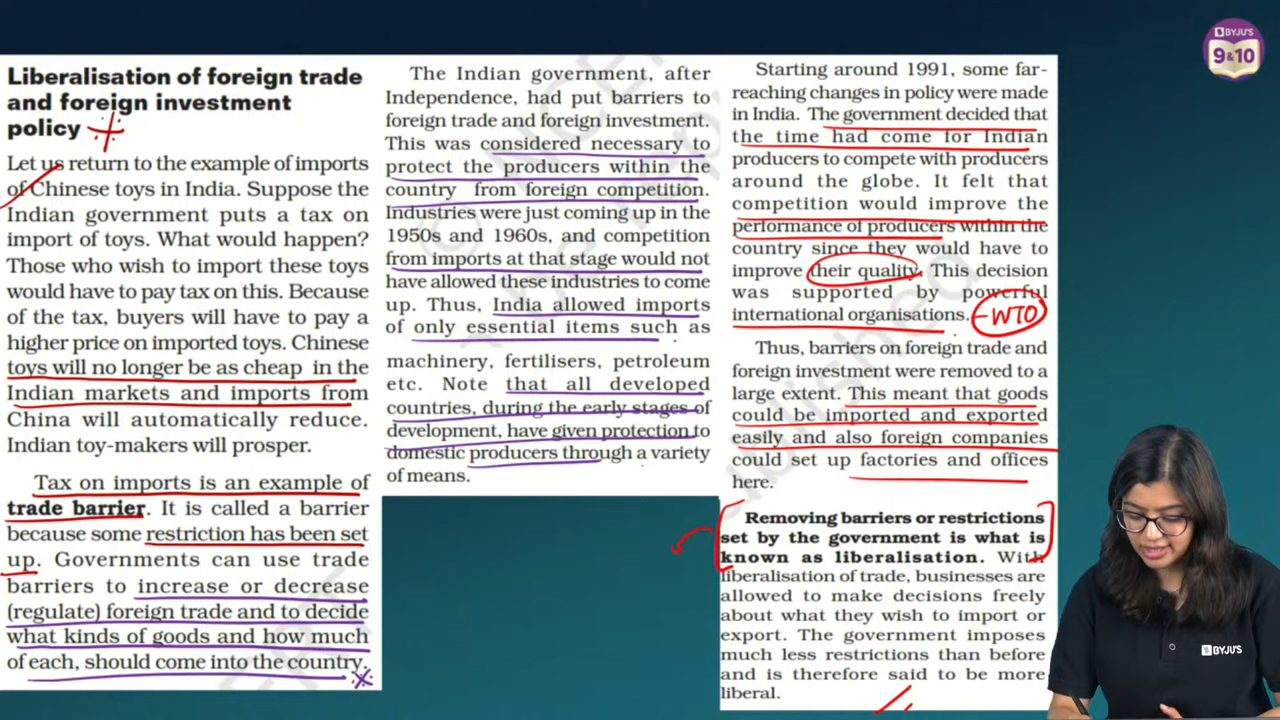 Liberalisation of foreign trade
and foreign investment
policy
Let us return to the example of imports
of Chinese toys in India. Suppose the
Indian government puts a tax on
import of toys. What would happen?
Those who wish to import these toys
would have to pay tax on this. Because
of the tax, buyers will have to pay a
higher price on imported toys. Chinese
toys will no longer be as cheap in the
Indian markets and imports from
China will automatically reduce.
Indian toy-makers will prosper.
Tax on imports is an example of
trade barrier. It is called a barrier
because some restriction has been set
up. Governments can use trade
barriers to increase or decrease
(regulate) foreign trade and to decide
what kinds of goods and how much
of each, should come into the country.
The Indian government, after
Independence, had put barriers to
foreign trade and foreign investment.
This was considered necessary to
protect the producers within the
country from foreign competition.
Industries were just coming up in the
1950s and 1960s, and competition
from imports at that stage would not
have allowed these industries to come
up. Thus, India allowed imports
of only essential items such as
machinery, fertilisers, petroleum
etc. Note that all developed
countries, during the early stages of
development, have given protection to
domestic producers through a variety
of means.
Starting around 1991, some far-
reaching changes in policy were made
in India. The government decided that
the time had come for Indian
producers to compete with producers
around the globe. It felt that
competition would improve the
performance of producers within the
country since they would have to
improve their quality. This decision
was supported by powerful
international organisations. - WTO
Thus, barriers on foreign trade and
foreign investment were removed to a
large extent. This meant that goods
could be imported and exported
easily and also foreign companies
could set up factories and offices
here.
Removing barriers or restrictions
set by the government is what is
known as liberalisation. With
liberalisation of trade, businesses are
allowed to make decisions freely
about what they wish to import or
export. The government imposes
much less restrictions than before
and is therefore said to be more
liberal.
BYJU'S
9&10
BYJU'S